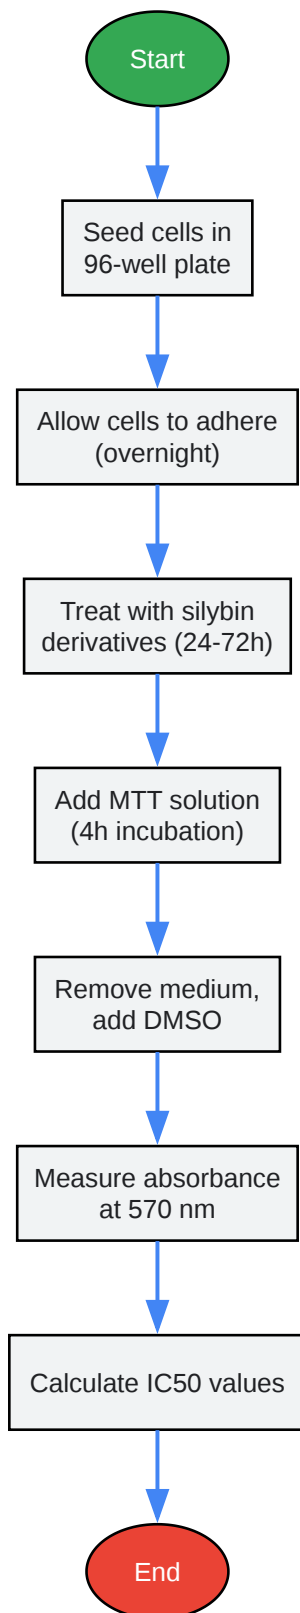 Start
Seed cells in
96-well plate
Allow cells to adhere
(overnight)
Treat with silybin
derivatives (24-72h)
Add MTT solution
(4h incubation)
Remove medium,
add DMSO
Measure absorbance
at 570 nm
Calculate IC50 values
End